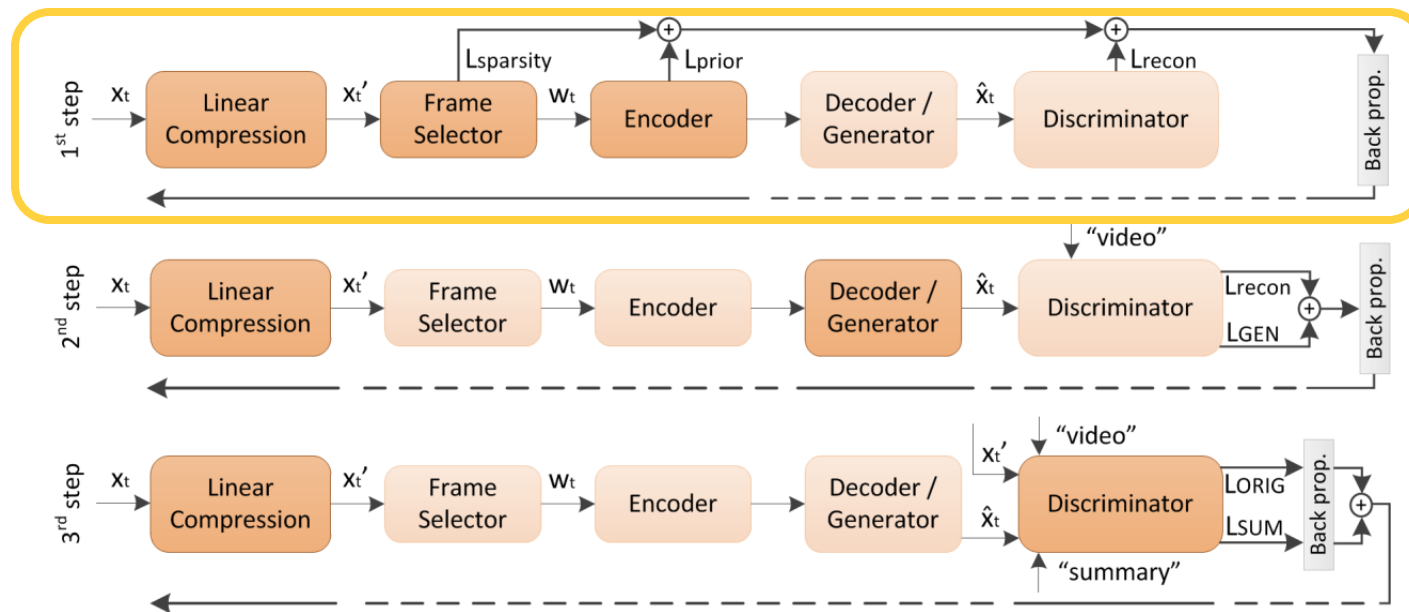 1st step
xt
Linear
Compression
xt’
Frame
Selector
Lsparsity
wt
Encoder
Lprior
Decoder /
Generator
x̂t
Discriminator
Lrecon
Back prop.
2nd step
xt
Linear
Compression
xt’
Frame
Selector
wt
Encoder
Decoder /
Generator
x̂t
“video”
Discriminator
Lrecon
+
LGEN
Back prop.
3rd step
xt
Linear
Compression
xt’
Frame
Selector
wt
Encoder
Decoder /
Generator
xt’
x̂t
“video”
Discriminator
“summary”
LORIG
LSUM
Back prop.
+